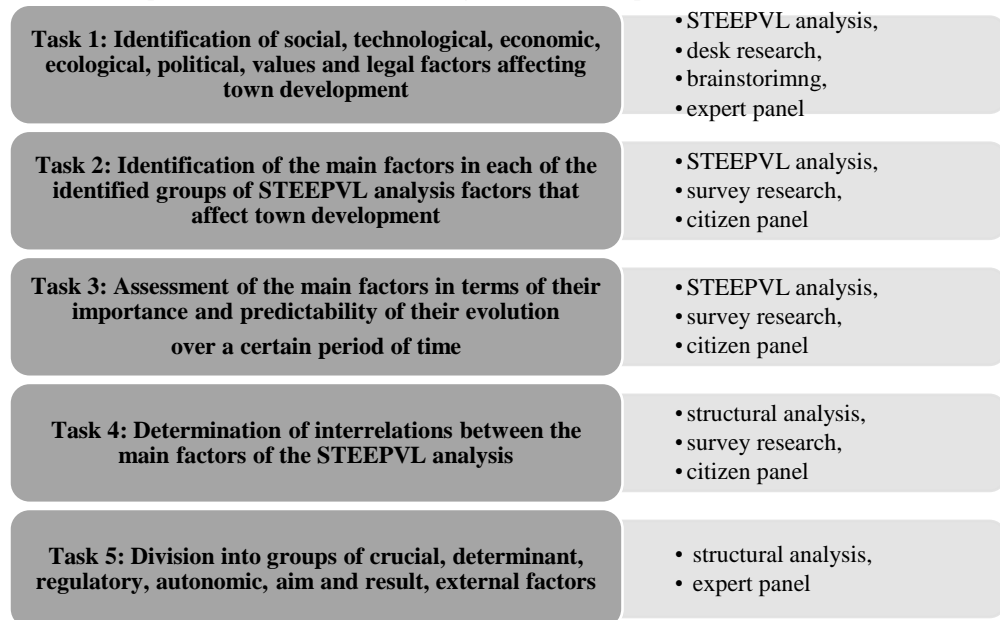 Task 1: Identification of social, technological, economic,
ecological, political, values and legal factors affecting
town development
• STEEPVL analysis,
• desk research,
• brainstorimng,
• expert panel
Task 2: Identification of the main factors in each of the
identified groups of STEEPVL analysis factors that
affect town development
• STEEPVL analysis,
• survey research,
• citizen panel
Task 3: Assessment of the main factors in terms of their
importance and predictability of their evolution
over a certain period of time
• STEEPVL analysis,
• survey research,
• citizen panel
Task 4: Determination of interrelations between the
main factors of the STEEPVL analysis
• structural analysis,
• survey research,
• citizen panel
Task 5: Division into groups of crucial, determinant,
regulatory, autonomic, aim and result, external factors
• structural analysis,
• expert panel